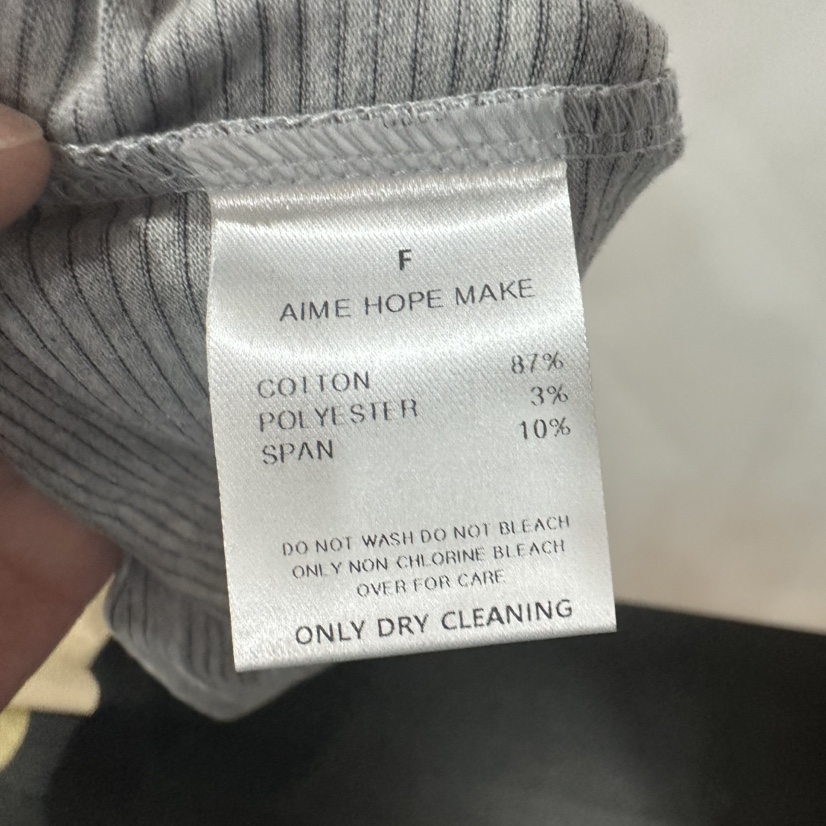 F
AIME HOPE MAKE
COTTON 87%
POLYESTER 3%
SPAN 10%
DO NOT WASH DO NOT BLEACH
ONLY NON CHLORINE BLEACH
OVER FOR CARE
ONLY DRY CLEANING